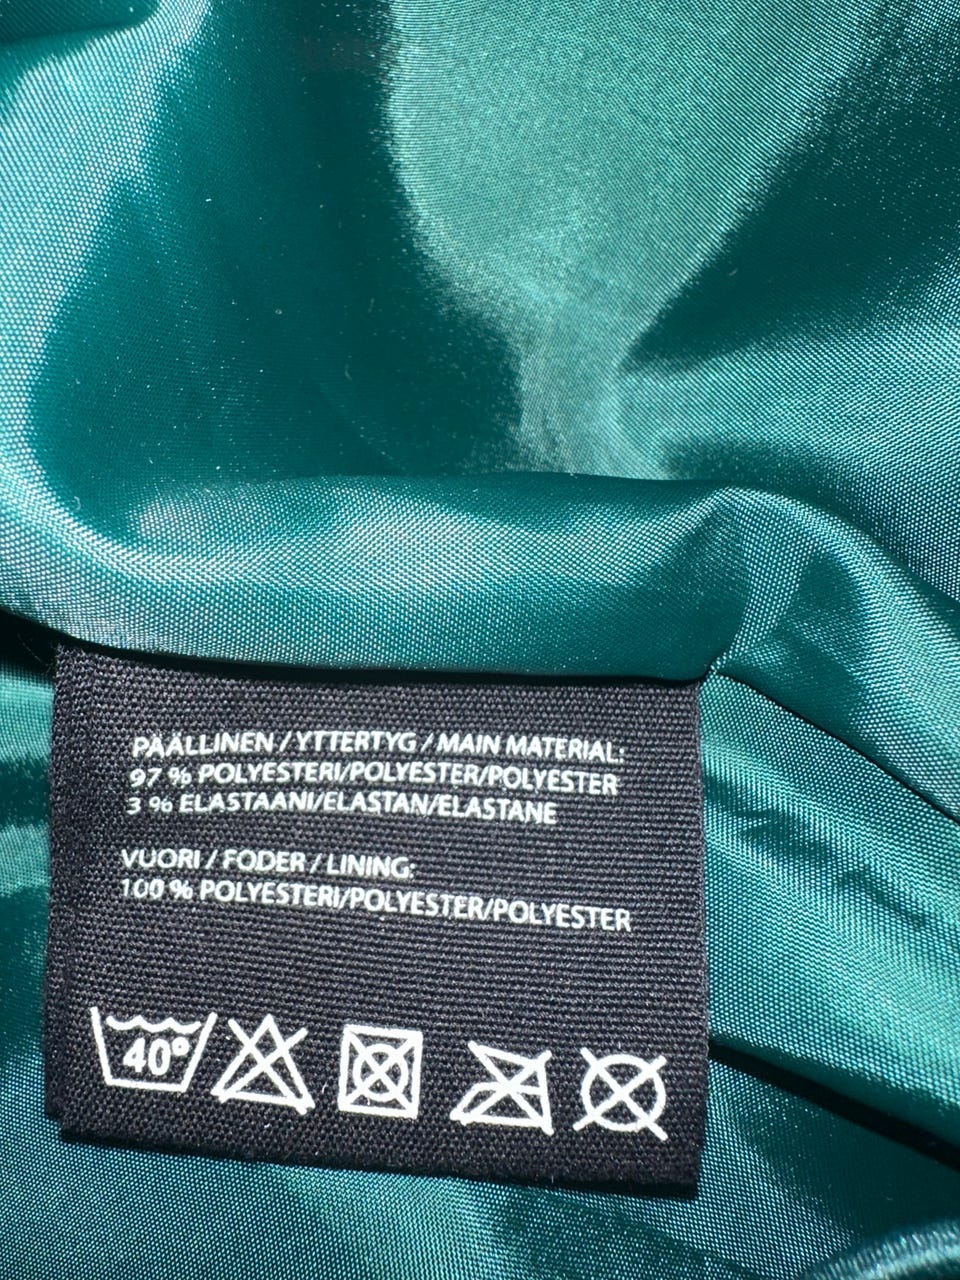 PÄÄLLINEN / YTTERTYG / MAIN MATERIAL:
97 % POLYESTERI/POLYESTER/POLYESTER
3 % ELASTAANI/ELASTAN/ELASTANE
VUORI / FODER / LINING:
100 % POLYESTERI/POLYESTER/POLYESTER
40°